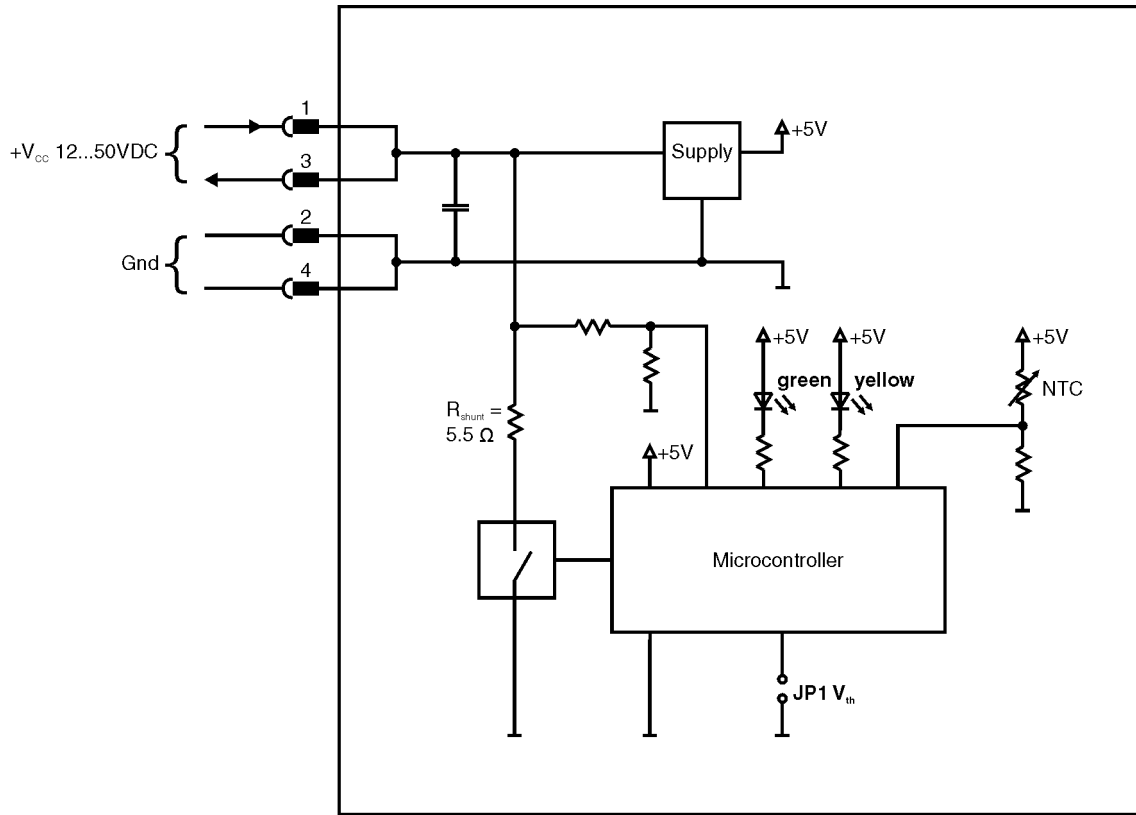 1
+Vcc 12...50VDC
3
2
Gnd
4
Supply
+5V
+5V
+5V
+5V
green
yellow
NTC
Rshunt =
5.5 Ω
+5V
Microcontroller
JP1 Vth